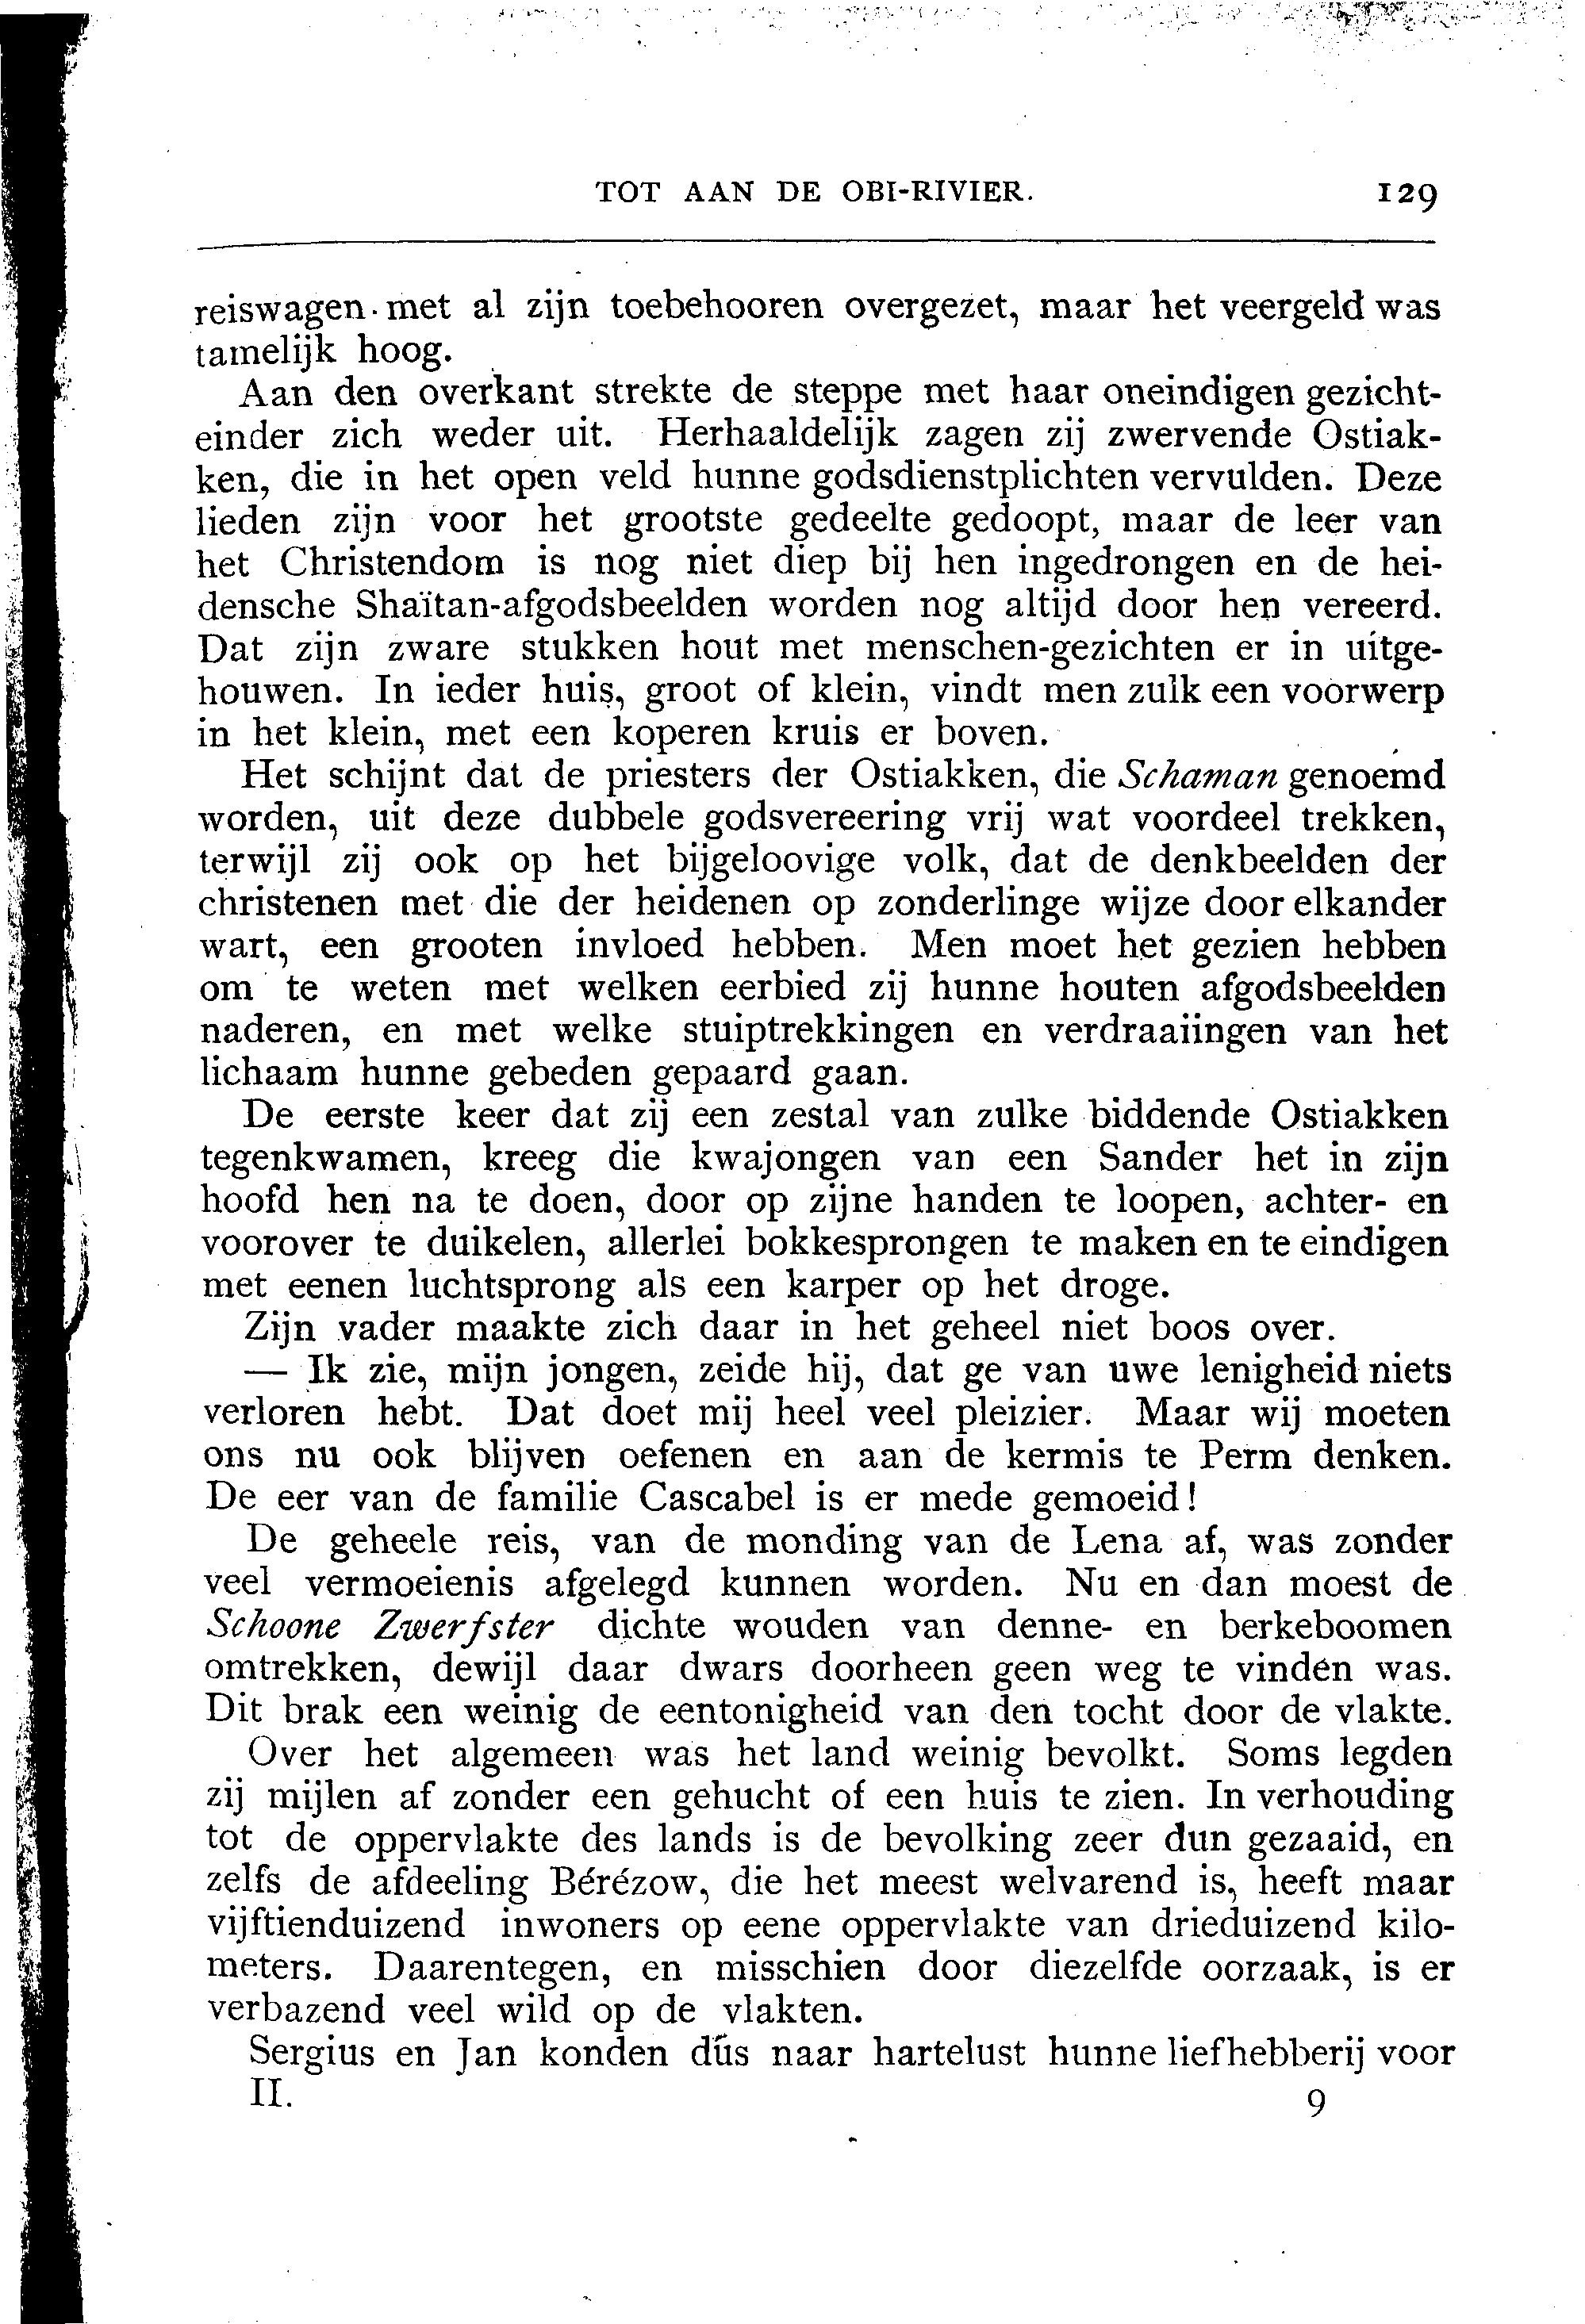 TOT AAN DE OBI-RIVIER. 129
reiswagen met al zijn toebehooren overgezet, maar het veergeld was
tamelijk hoog.
Aan den overkant strekte de steppe met haar oneindigen gezicht-
einder zich weder uit. Herhaaldelijk zagen zij zwervende Ostiak-
ken, die in het open veld hunne godsdienstplichten vervulden. Deze
lieden zijn voor het grootste gedeelte gedoopt, maar de leer van
het Christendom is nog niet diep bij hen ingedrongen en de hei-
densche Shaïtan-afgodsbeelden worden nog altijd door hen vereerd.
Dat zijn zware stukken hout met menschen-gezichten er in uitge-
houwen. In ieder huis, groot of klein, vindt men zulk een voorwerp
in het klein, met een koperen kruis er boven.
Het schijnt dat de priesters der Ostiakken, die Schaman genoemd
worden, uit deze dubbele godsvereering vrij wat voordeel trekken,
terwijl zij ook op het bijgeloovige volk, dat de denkbeelden der
christenen met die der heidenen op zonderlinge wijze door elkander
wart, een grooten invloed hebben. Men moet het gezien hebben
om te weten met welken eerbied zij hunne houten afgodsbeelden
naderen, en met welke stuiptrekkingen en verdraaiingen van het
lichaam hunne gebeden gepaard gaan.
De eerste keer dat zij een zestal van zulke biddende Ostiakken
tegenkwamen, kreeg die kwajongen van een Sander het in zijn
hoofd hen na te doen, door op zijne handen te loopen, achter- en
voorover te duikelen, allerlei bokkesprongen te maken en te eindigen
met eenen luchtsprong als een karper op het droge.
Zijn vader maakte zich daar in het geheel niet boos over.
— Ik zie, mijn jongen, zeide hij, dat ge van uwe lenigheid niets
verloren hebt. Dat doet mij heel veel pleizier. Maar wij moeten
ons nu ook blijven oefenen en aan de kermis te Perm denken.
De eer van de familie Cascabel is er mede gemoeid!
De geheele reis, van de monding van de Lena af, was zonder
veel vermoeienis afgelegd kunnen worden. Nu en dan moest de
Schoone Zwerfster dichte wouden van denne- en berkeboomen
omtrekken, dewijl daar dwars doorheen geen weg te vinden was.
Dit brak een weinig de eentonigheid van den tocht door de vlakte.
Over het algemeen was het land weinig bevolkt. Soms legden
zij mijlen af zonder een gehucht of een huis te zien. In verhouding
tot de oppervlakte des lands is de bevolking zeer dun gezaaid, en
zelfs de afdeeling Bérézow, die het meest welvarend is, heeft maar
vijftienduizend inwoners op eene oppervlakte van drieduizend kilo-
meters. Daarentegen, en misschien door diezelfde oorzaak, is er
verbazend veel wild op de vlakten.
Sergius en Jan konden dus naar hartelust hunne liefhebberij voor
II. 9